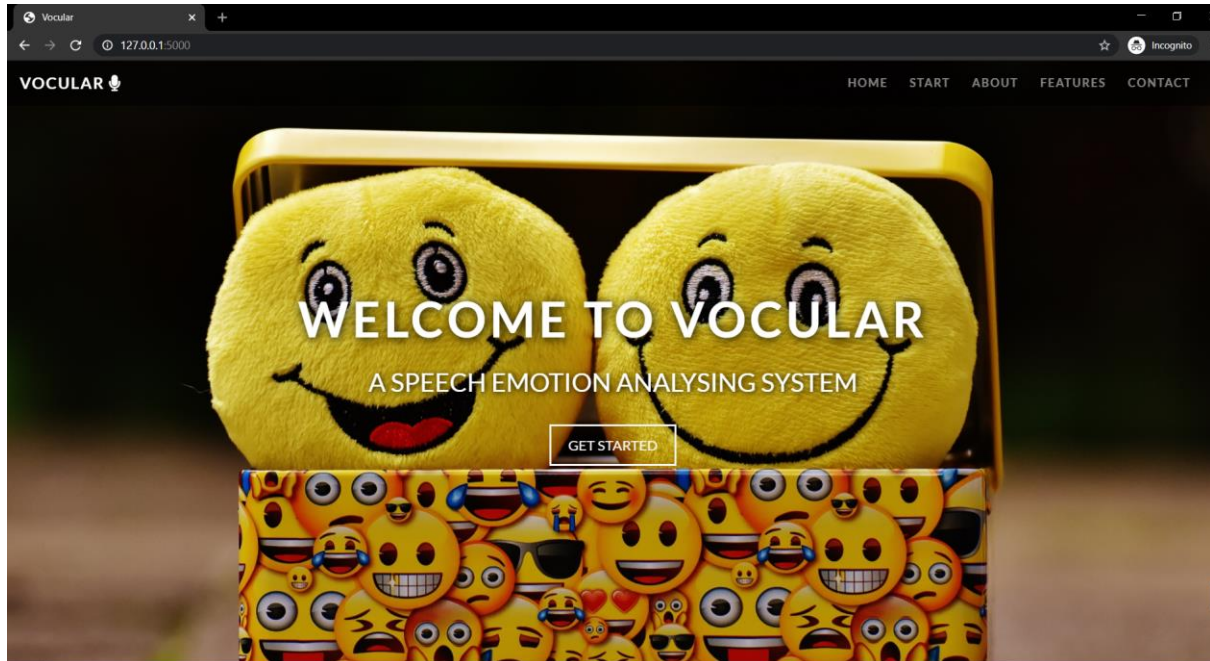 Vocular
127.0.0.1:5000
Incognito
VOCULAR
HOME START ABOUT FEATURES CONTACT
WELCOME TO VOCULAR
A SPEECH EMOTION ANALYSING SYSTEM
GET STARTED